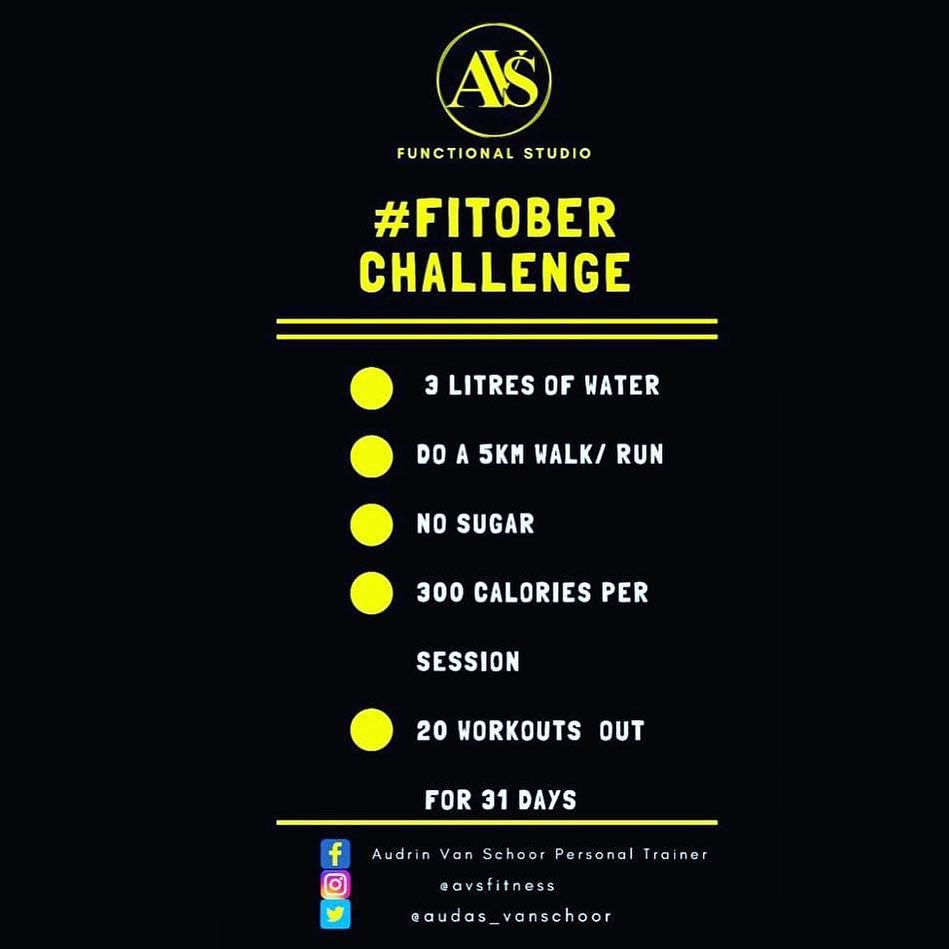 AVS
FUNCTIONAL STUDIO
#FITOBER
CHALLENGE
3 LITRES OF WATER
DO A 5KM WALK/ RUN
NO SUGAR
300 CALORIES PER
SESSION
20 WORKOUTS OUT
FOR 31 DAYS
Audrin Van Schoor Personal Trainer
@avsfitness
@audas_vanschoor